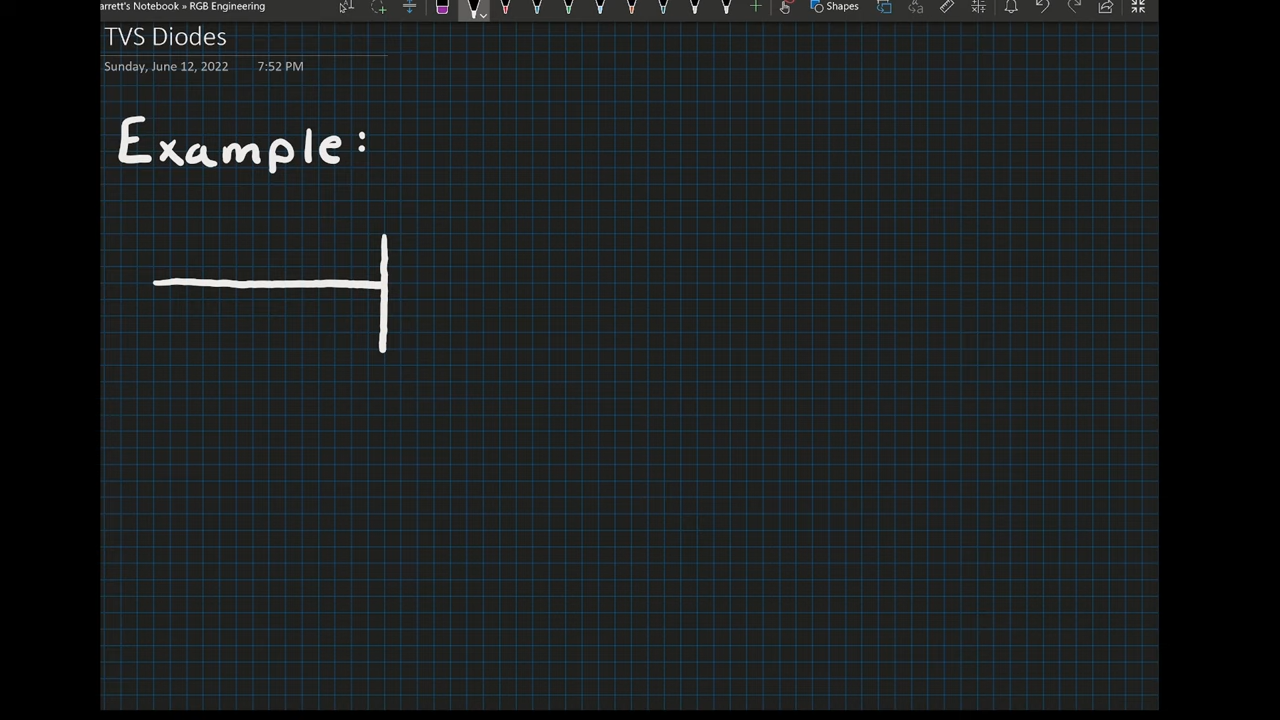 arrett's Notebook » RGB Engineering
Shapes
TVS Diodes
Sunday, June 12, 2022 7:52 PM
Example: